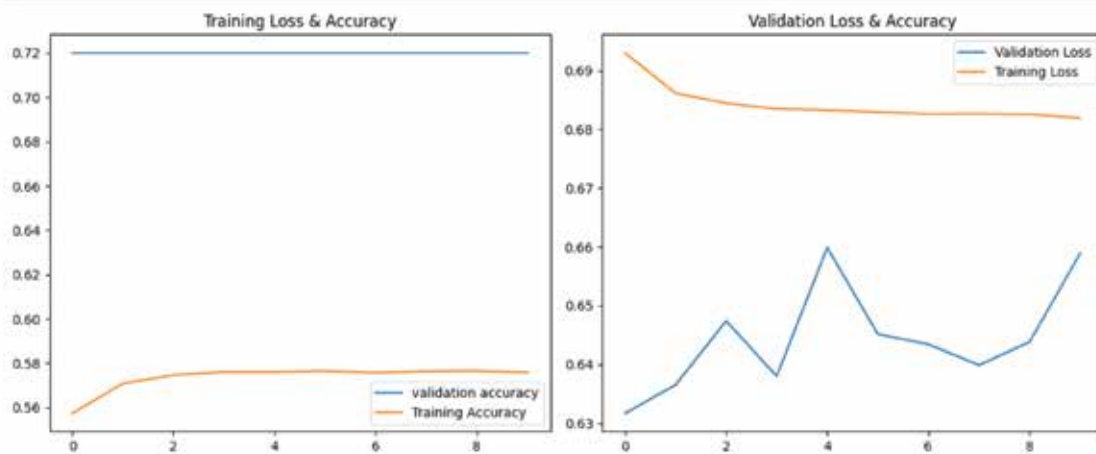 Training Loss & Accuracy
0.72
0.70
0.68
0.66
0.64
0.62
0.60
0.58
0.56
validation accuracy
Training Accuracy
0 2 4 6 8
Validation Loss & Accuracy
Validation Loss
Training Loss
0.69
0.68
0.67
0.66
0.65
0.64
0.63
0 2 4 6 8